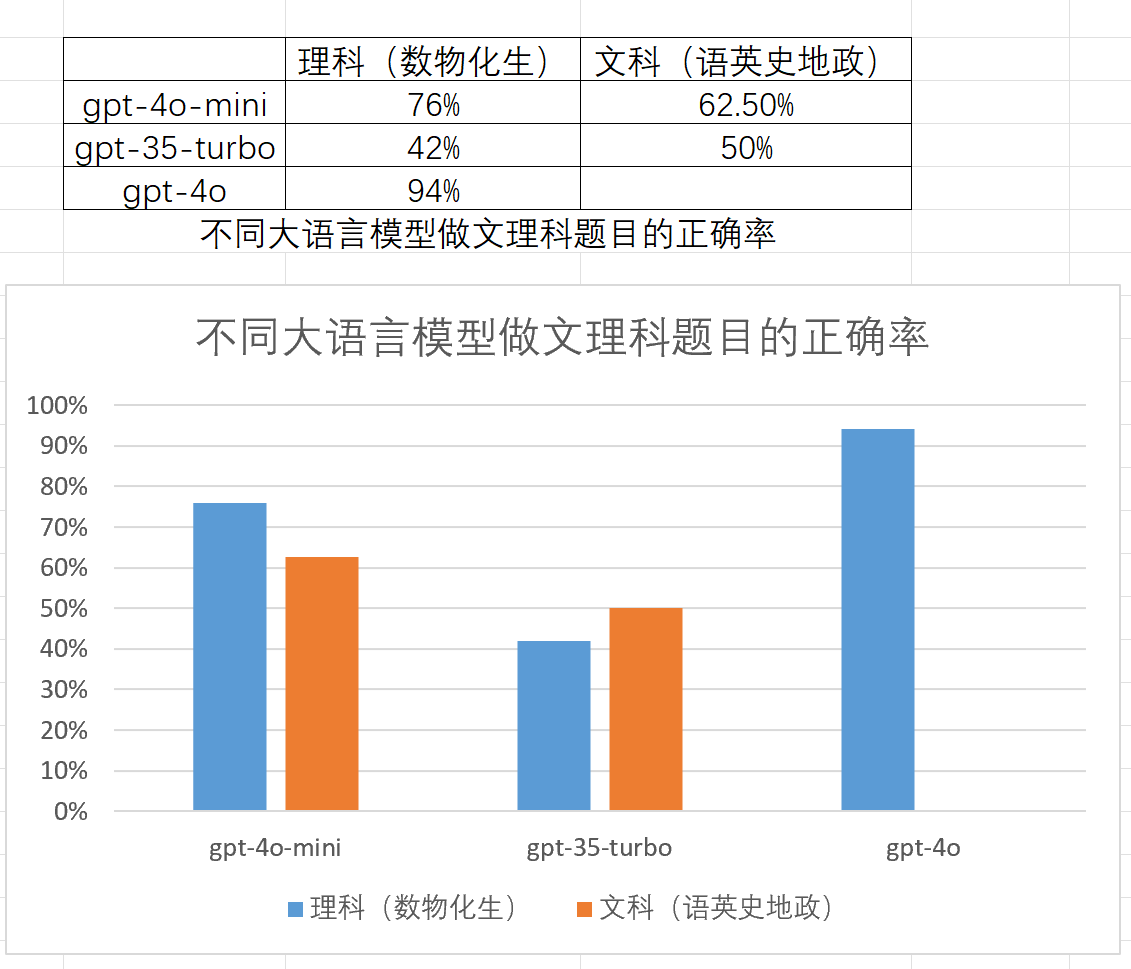 理科（数物化生） 文科（语英史地政）
gpt-4o-mini 76% 62.50%
gpt-35-turbo 42% 50%
gpt-4o 94%
不同大语言模型做文理科题目的正确率
不同大语言模型做文理科题目的正确率
100%
90%
80%
70%
60%
50%
40%
30%
20%
10%
0%
gpt-4o-mini gpt-35-turbo gpt-4o
理科（数物化生） 文科（语英史地政）